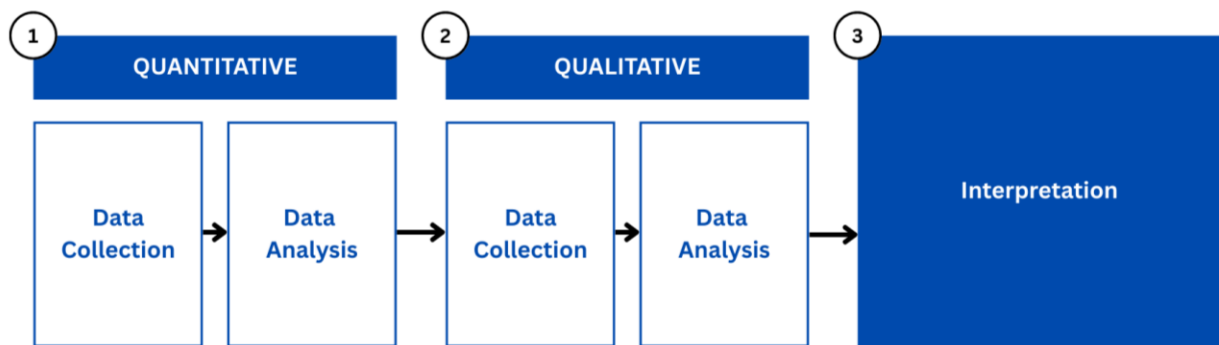 1
QUANTITATIVE
Data
Collection
Data
Analysis
2
QUALITATIVE
Data
Collection
Data
Analysis
3
Interpretation